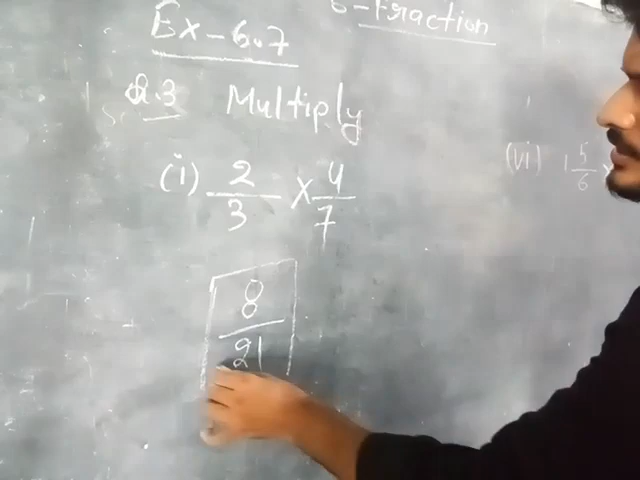 6-Fraction
Ex-6.7
Q.3 Multiply
(i) 2/3 × 4/7
(vi) 1 5/6 ×
8/21